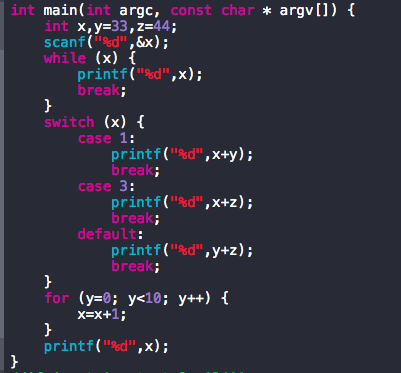 int main(int argc, const char * argv[]) {
int x,y=33,z=44;
scanf("%d",&x);
while (x) {
printf("%d",x);
break;
}
switch (x) {
case 1:
printf("%d",x+y);
break;
case 3:
printf("%d",x+z);
break;
default:
printf("%d",y+z);
break;
}
for (y=0; y<10; y++) {
x=x+1;
}
printf("%d",x);
}